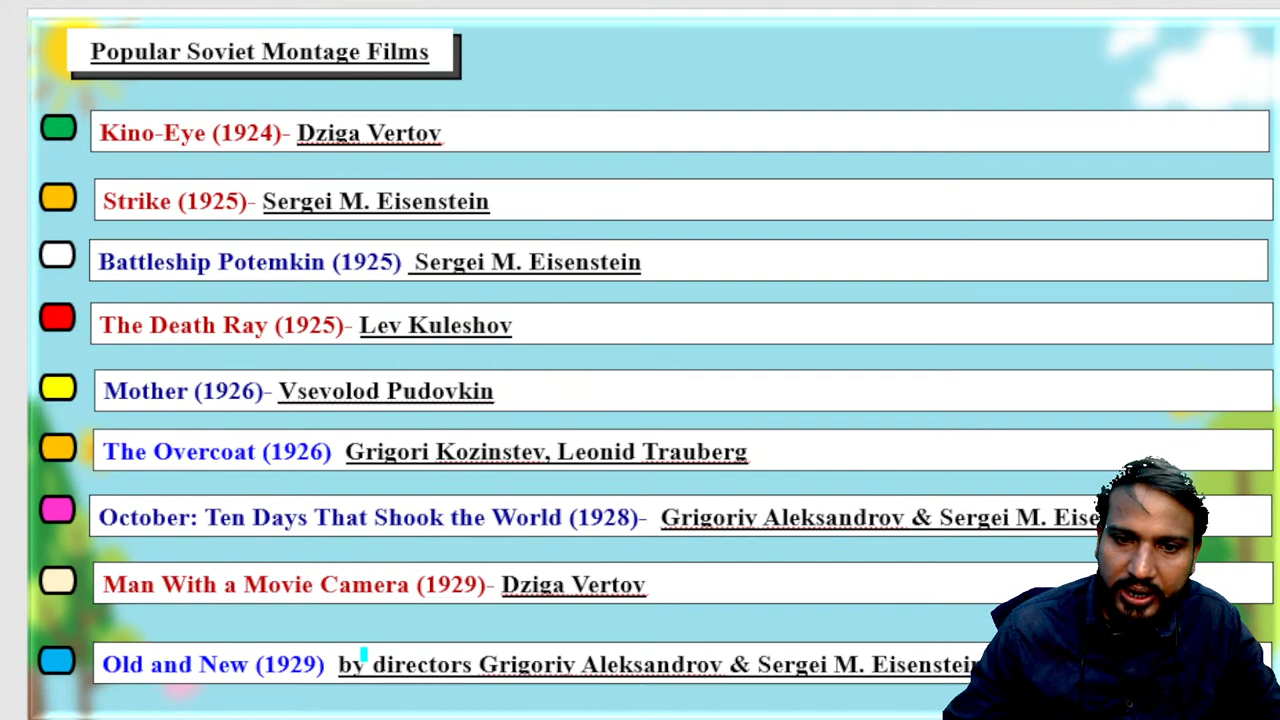 Popular Soviet Montage Films
Kino-Eye (1924)- Dziga Vertov
Strike (1925)- Sergei M. Eisenstein
Battleship Potemkin (1925) Sergei M. Eisenstein
The Death Ray (1925)- Lev Kuleshov
Mother (1926)- Vsevolod Pudovkin
The Overcoat (1926) Grigori Kozinstev, Leonid Trauberg
October: Ten Days That Shook the World (1928)- Grigoriy Aleksandrov & Sergei M. Eise
Man With a Movie Camera (1929)- Dziga Vertov
Old and New (1929) by directors Grigoriy Aleksandrov & Sergei M. Eisenstein